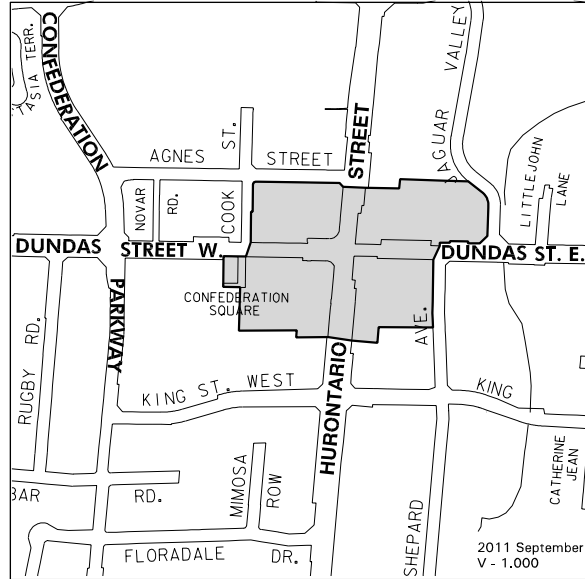 CONFEDERATION
PARKWAY
ASIA TERR.
AGNES STREET
COOK ST.
NOVAR RD.
HURONTARIO STREET
JAGUAR VALLEY
LITTLEJOHN LANE
DUNDAS STREET W.
DUNDAS ST. E.
CONFEDERATION
SQUARE
RUGBY RD.
KING ST. WEST
KING
SHEPARD AVE.
CATHERINE
JEAN
MIMOSA ROW
RD.
FLORADALE DR.
2011 September
V - 1.000